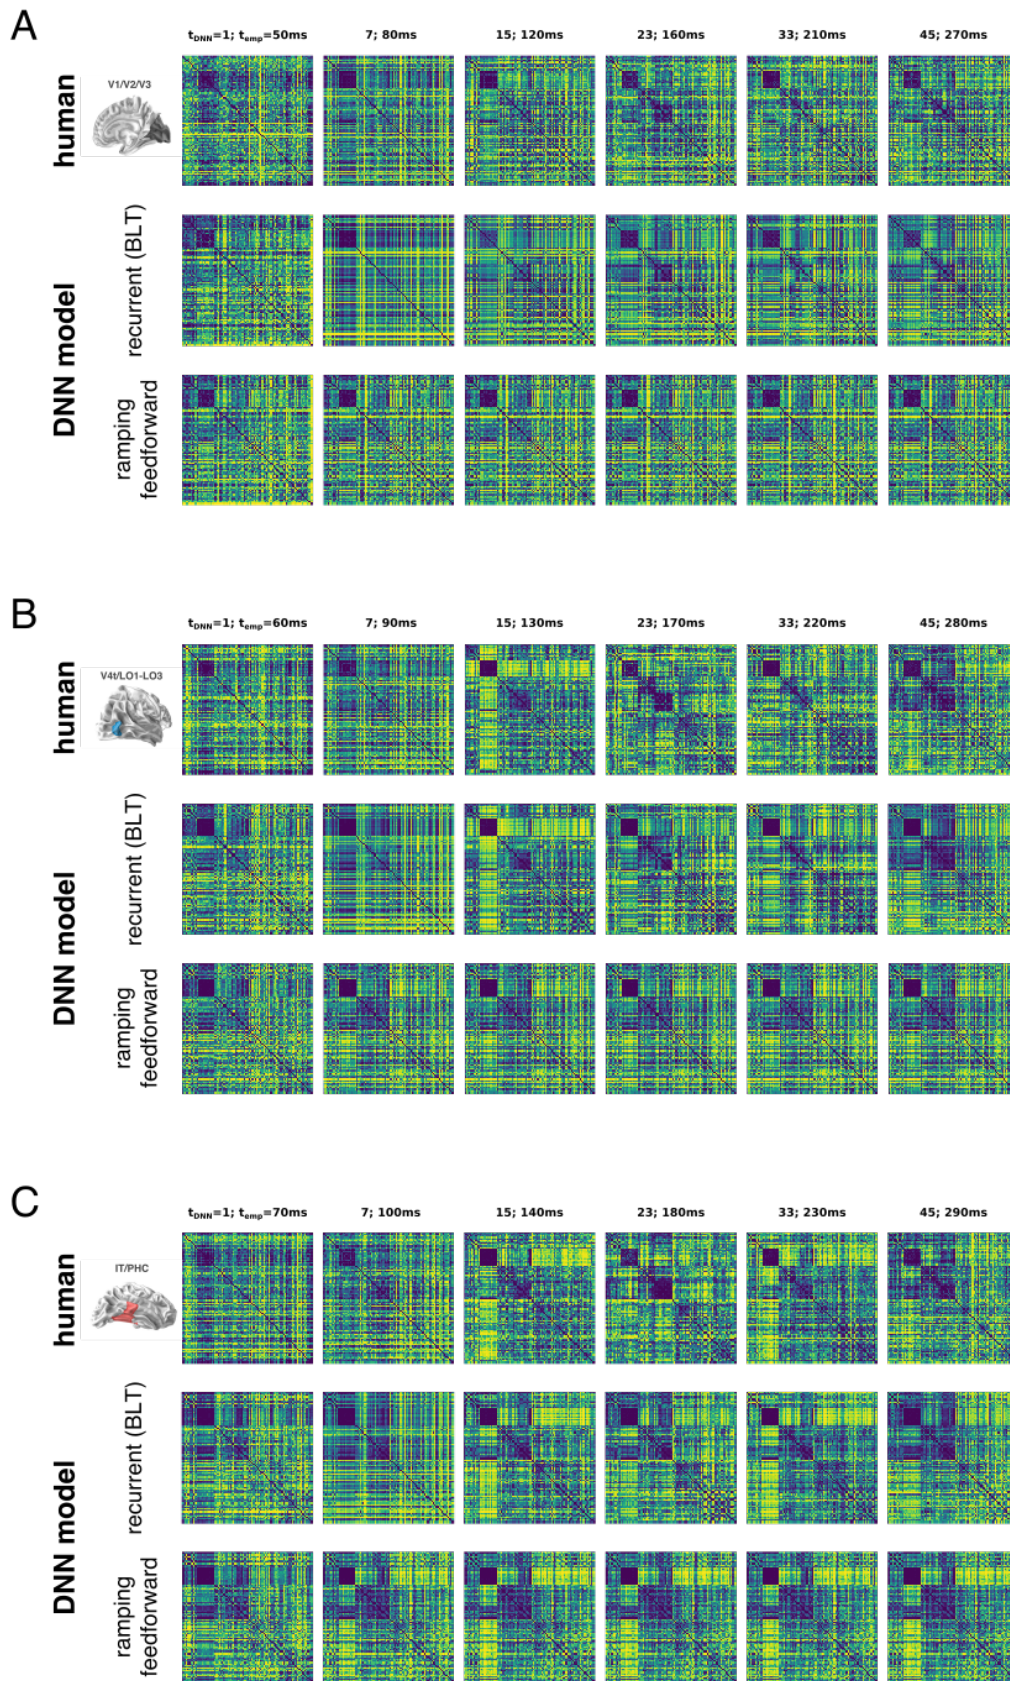 A
t_DNN=1; t_emp=50ms 7; 80ms 15; 120ms 23; 160ms 33; 210ms 45; 270ms
human
V1/V2/V3
DNN model
recurrent (BLT)
ramping
feedforward
B
t_DNN=1; t_emp=60ms 7; 90ms 15; 130ms 23; 170ms 33; 220ms 45; 280ms
human
V4t/LO1-LO3
DNN model
recurrent (BLT)
ramping
feedforward
C
t_DNN=1; t_emp=70ms 7; 100ms 15; 140ms 23; 180ms 33; 230ms 45; 290ms
human
IT/PHC
DNN model
recurrent (BLT)
ramping
feedforward